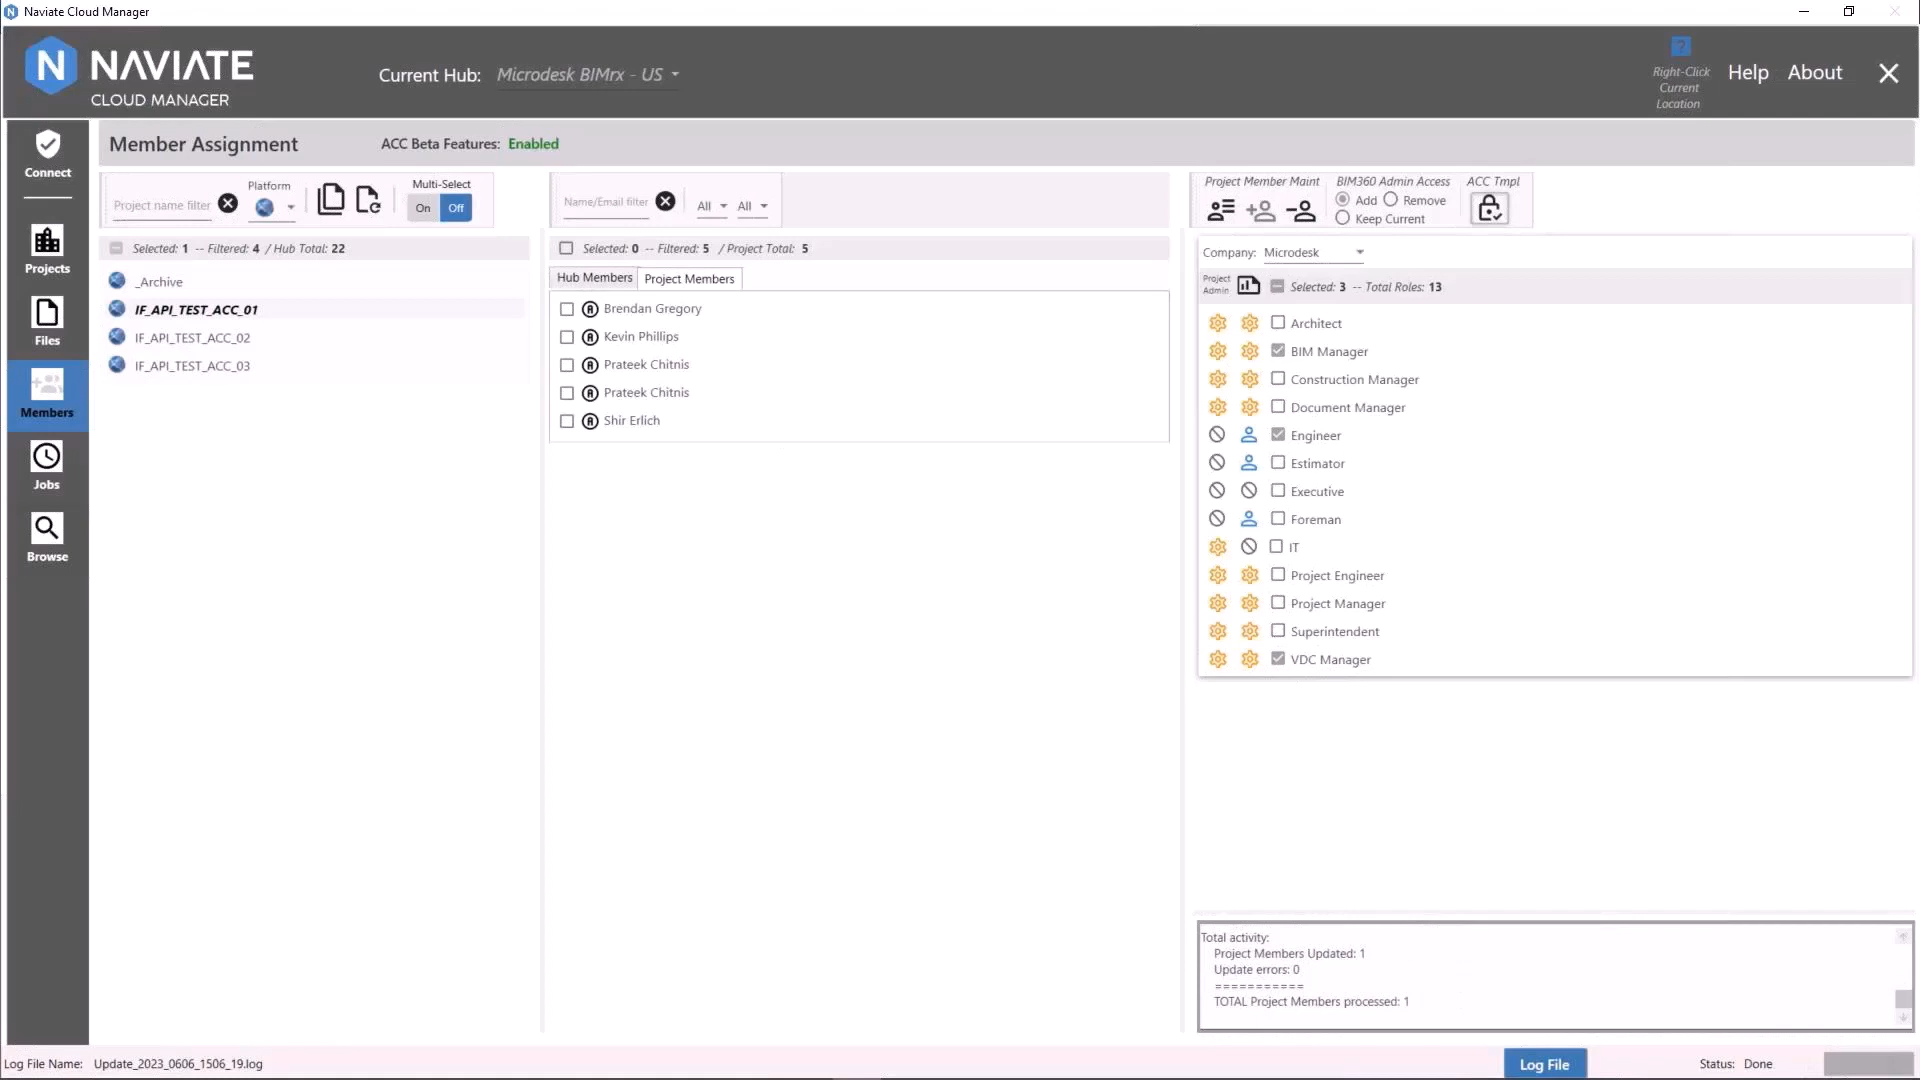 Naviate Cloud Manager
NAVIATE
CLOUD MANAGER
Current Hub: Microdesk BIMrx - US
?
Right-Click
Current
Location
Help
About
Connect
Projects
Files
Members
Jobs
Browse
Member Assignment
ACC Beta Features: Enabled
Project name filter
Platform
Multi-Select
On
Off
Name/Email filter
All
All
Project Member Maint
BIM360 Admin Access
Add
Remove
Keep Current
ACC Tmpl
Selected: 1 -- Filtered: 4 / Hub Total: 22
_Archive
IF_API_TEST_ACC_01
IF_API_TEST_ACC_02
IF_API_TEST_ACC_03
Selected: 0 -- Filtered: 5 / Project Total: 5
Hub Members
Project Members
Brendan Gregory
Kevin Phillips
Prateek Chitnis
Prateek Chitnis
Shir Erlich
Company: Microdesk
Project
Admin
Selected: 3 -- Total Roles: 13
Architect
BIM Manager
Construction Manager
Document Manager
Engineer
Estimator
Executive
Foreman
IT
Project Engineer
Project Manager
Superintendent
VDC Manager
Total activity:
Project Members Updated: 1
Update errors: 0
===========
TOTAL Project Members processed: 1
Log File Name: Update_2023_0606_1506_19.log
Log File
Status: Done